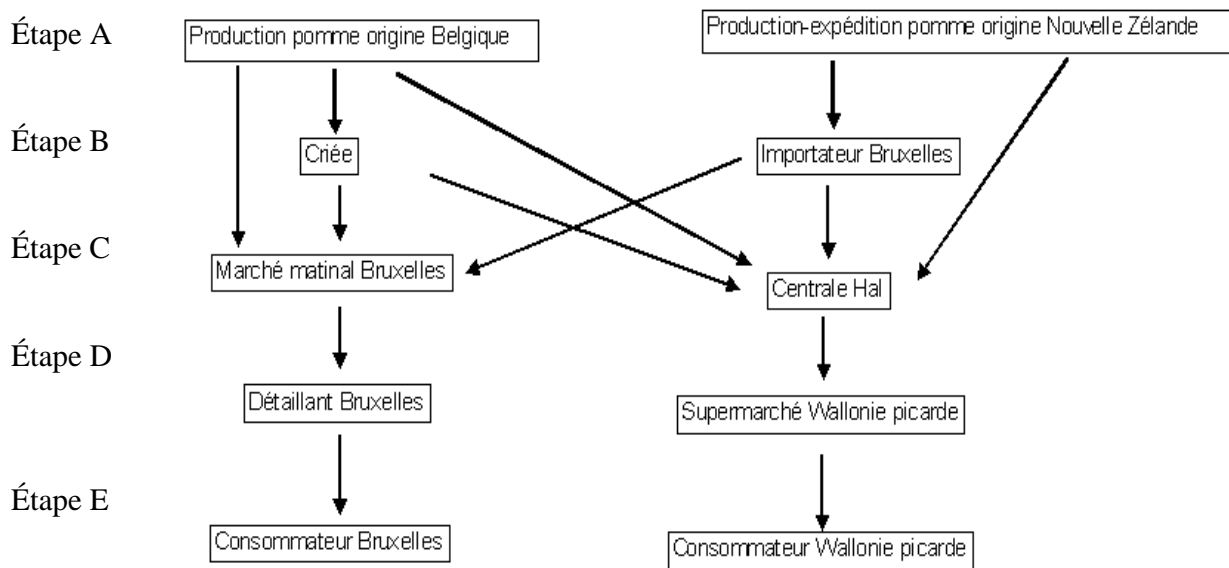 Étape A
Production pomme origine Belgique
Production-expédition pomme origine Nouvelle Zélande
Étape B
Criée
Importateur Bruxelles
Étape C
Marché matinal Bruxelles
Centrale Hal
Étape D
Détaillant Bruxelles
Supermarché Wallonie picarde
Étape E
Consommateur Bruxelles
Consommateur Wallonie picarde